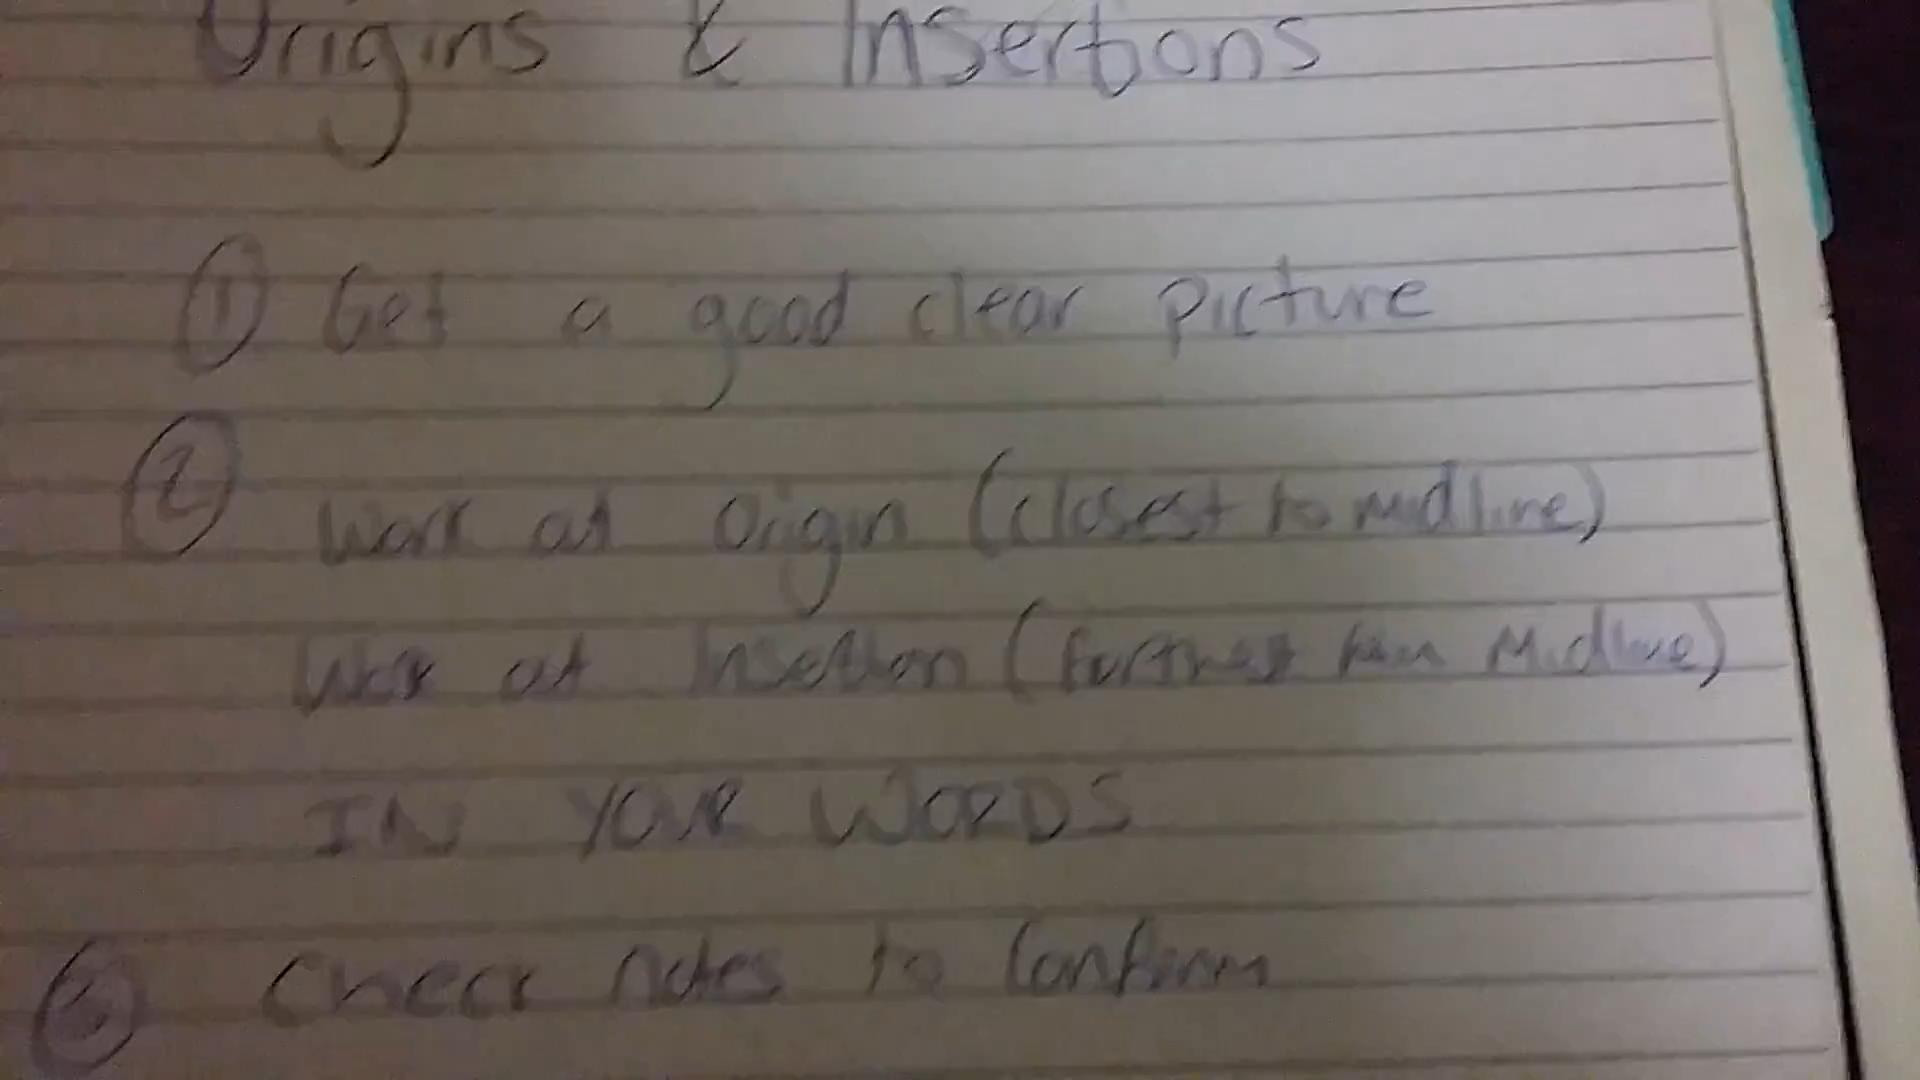 Origins & Insertions
① Get a good clear picture
② Work at Origin (closest to midline)
Work at Insertion (furthest from Midline)
IN YOUR WORDS
③ Check notes to Confirm